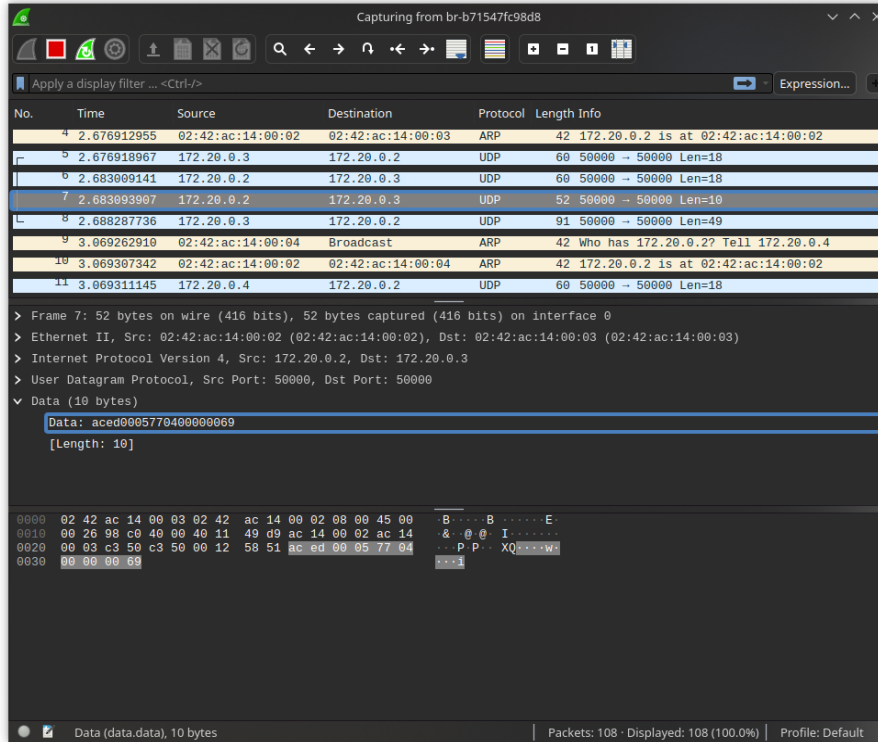 Capturing from br-b71547fc98d8
Apply a display filter ... <Ctrl-/>
Expression...
No. Time Source Destination Protocol Length Info
4 2.676912955 02:42:ac:14:00:02 02:42:ac:14:00:03 ARP 42 172.20.0.2 is at 02:42:ac:14:00:02
5 2.676918967 172.20.0.3 172.20.0.2 UDP 60 50000 → 50000 Len=18
6 2.683009141 172.20.0.2 172.20.0.3 UDP 60 50000 → 50000 Len=18
7 2.683093907 172.20.0.2 172.20.0.3 UDP 52 50000 → 50000 Len=10
8 2.688287736 172.20.0.3 172.20.0.2 UDP 91 50000 → 50000 Len=49
9 3.069262910 02:42:ac:14:00:04 Broadcast ARP 42 Who has 172.20.0.2? Tell 172.20.0.4
10 3.069307342 02:42:ac:14:00:02 02:42:ac:14:00:04 ARP 42 172.20.0.2 is at 02:42:ac:14:00:02
11 3.069311145 172.20.0.4 172.20.0.2 UDP 60 50000 → 50000 Len=18
Frame 7: 52 bytes on wire (416 bits), 52 bytes captured (416 bits) on interface 0
Ethernet II, Src: 02:42:ac:14:00:02 (02:42:ac:14:00:02), Dst: 02:42:ac:14:00:03 (02:42:ac:14:00:03)
Internet Protocol Version 4, Src: 172.20.0.2, Dst: 172.20.0.3
User Datagram Protocol, Src Port: 50000, Dst Port: 50000
Data (10 bytes)
Data: aced0005770400000069
[Length: 10]
0000 02 42 ac 14 00 03 02 42 ac 14 00 02 08 00 45 00 ·B·····B ······E·
0010 00 26 98 c0 40 00 40 11 49 d9 ac 14 00 02 ac 14 ·&··@·@· I·······
0020 00 03 c3 50 c3 50 00 12 58 51 ac ed 00 05 77 04 ···P·P·· XQ····w·
0030 00 00 00 69 ···i
Data (data.data), 10 bytes
Packets: 108 · Displayed: 108 (100.0%)
Profile: Default